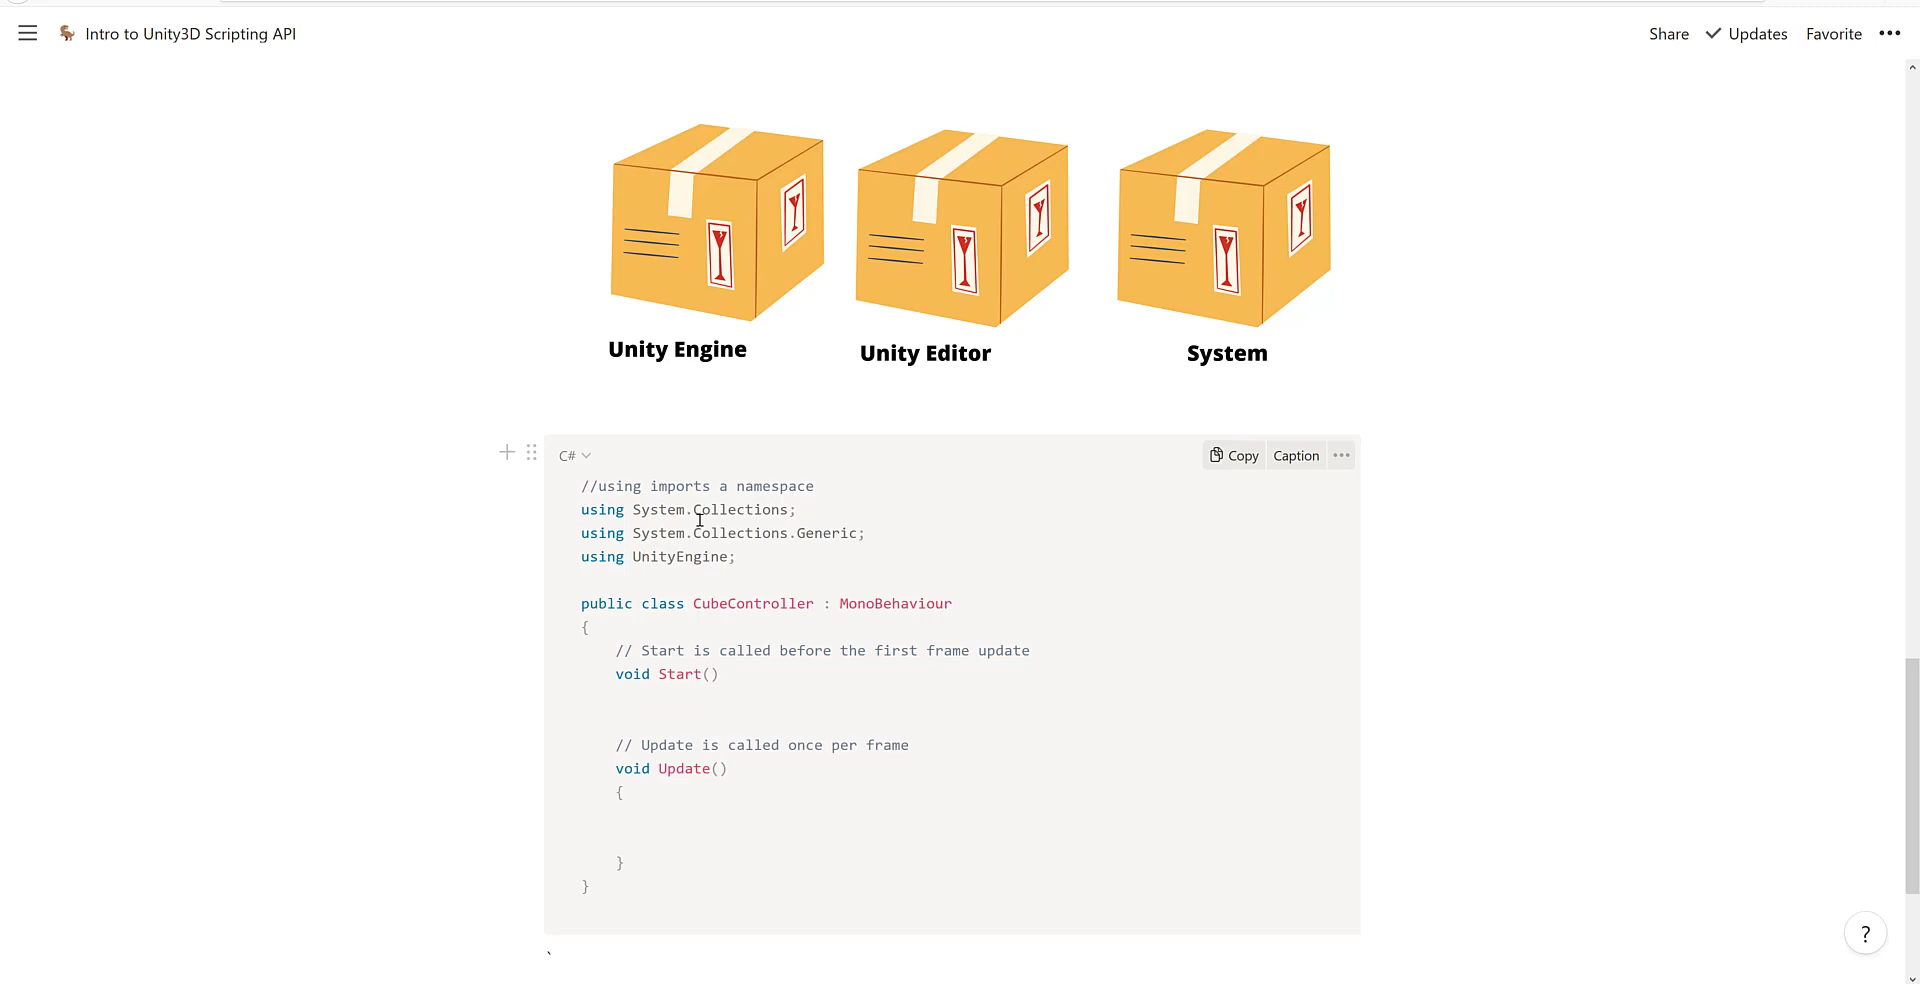 Intro to Unity3D Scripting API
Share Updates Favorite
Unity Engine Unity Editor System
C# Copy Caption
//using imports a namespace
using System.Collections;
using System.Collections.Generic;
using UnityEngine;
public class CubeController : MonoBehaviour
{
// Start is called before the first frame update
void Start()
// Update is called once per frame
void Update()
{
}
}
`
?